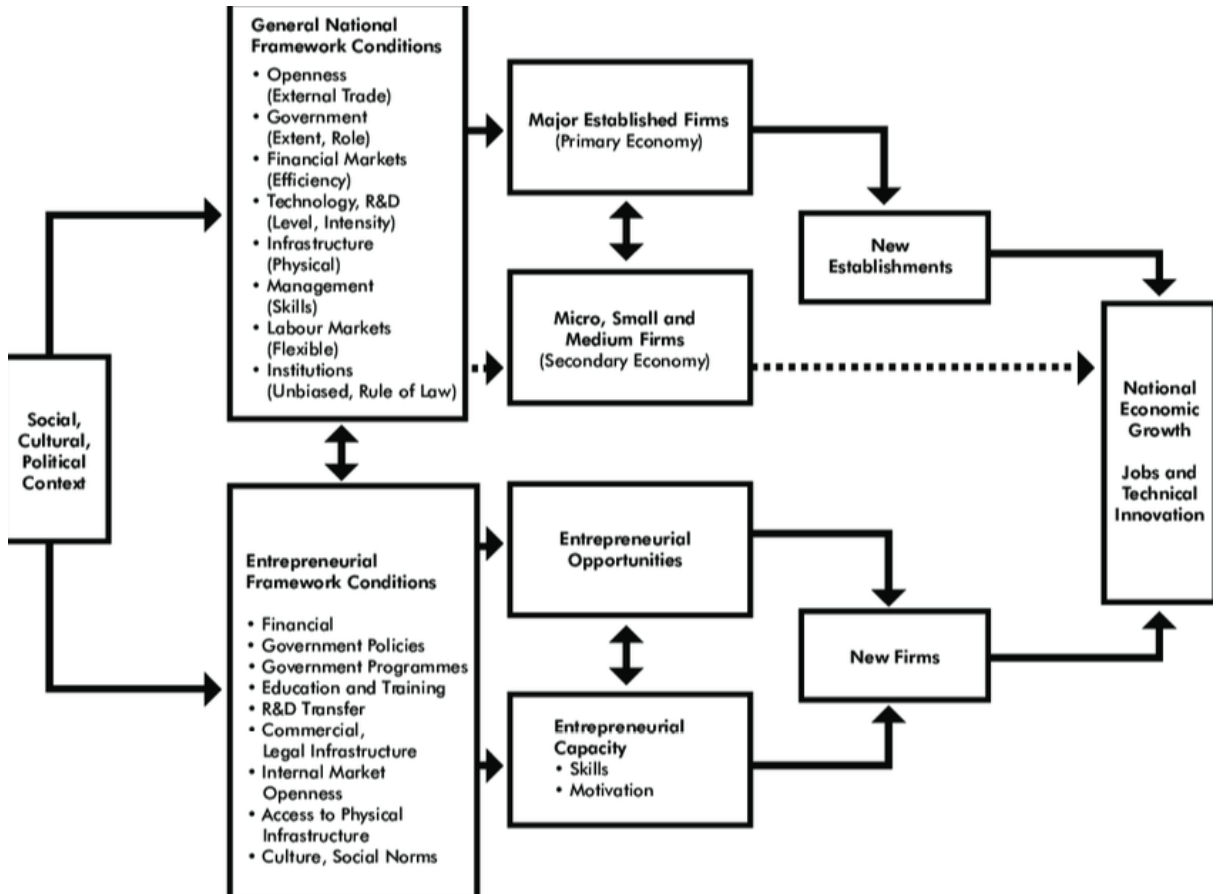 General National
Framework Conditions
• Openness
(External Trade)
• Government
(Extent, Role)
• Financial Markets
(Efficiency)
• Technology, R&D
(Level, Intensity)
• Infrastructure
(Physical)
• Management
(Skills)
• Labour Markets
(Flexible)
• Institutions
(Unbiased, Rule of Law)
Major Established Firms
(Primary Economy)
New
Establishments
Micro, Small and
Medium Firms
(Secondary Economy)
Social,
Cultural,
Political
Context
National
Economic
Growth
Jobs and
Technical
Innovation
Entrepreneurial
Framework Conditions
• Financial
• Government Policies
• Government Programmes
• Education and Training
• R&D Transfer
• Commercial,
Legal Infrastructure
• Internal Market
Openness
• Access to Physical
Infrastructure
• Culture, Social Norms
Entrepreneurial
Opportunities
New Firms
Entrepreneurial
Capacity
• Skills
• Motivation